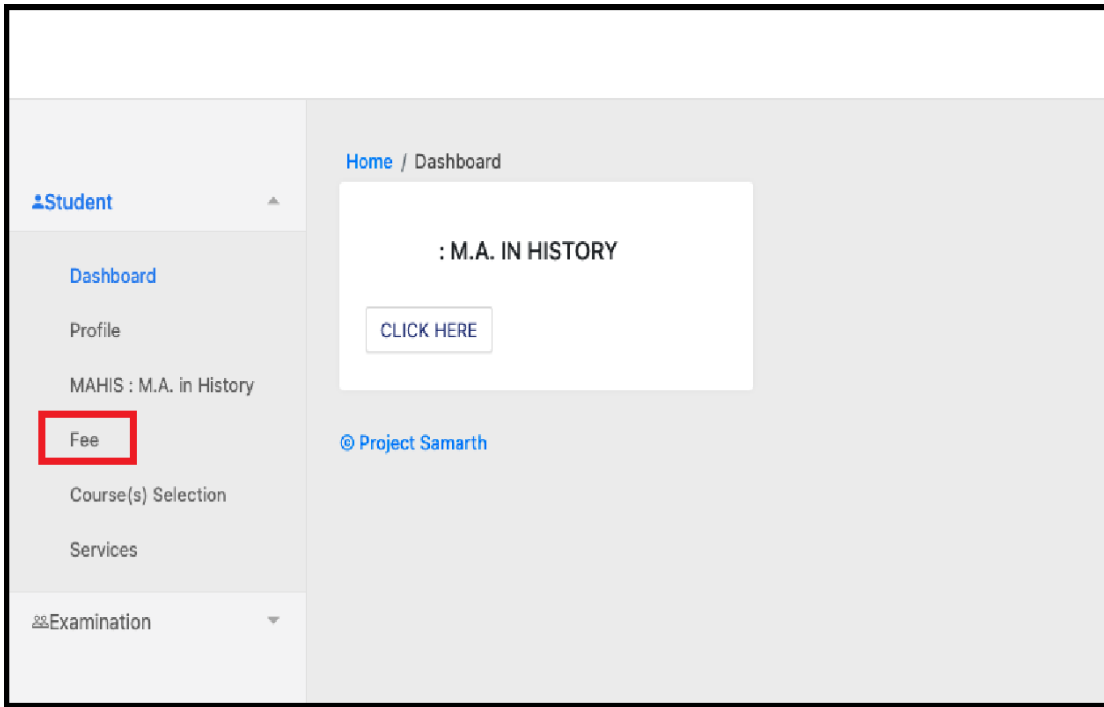 Home / Dashboard
Student
: M.A. IN HISTORY
Dashboard
Profile
CLICK HERE
MAHIS : M.A. in History
Fee
© Project Samarth
Course(s) Selection
Services
Examination